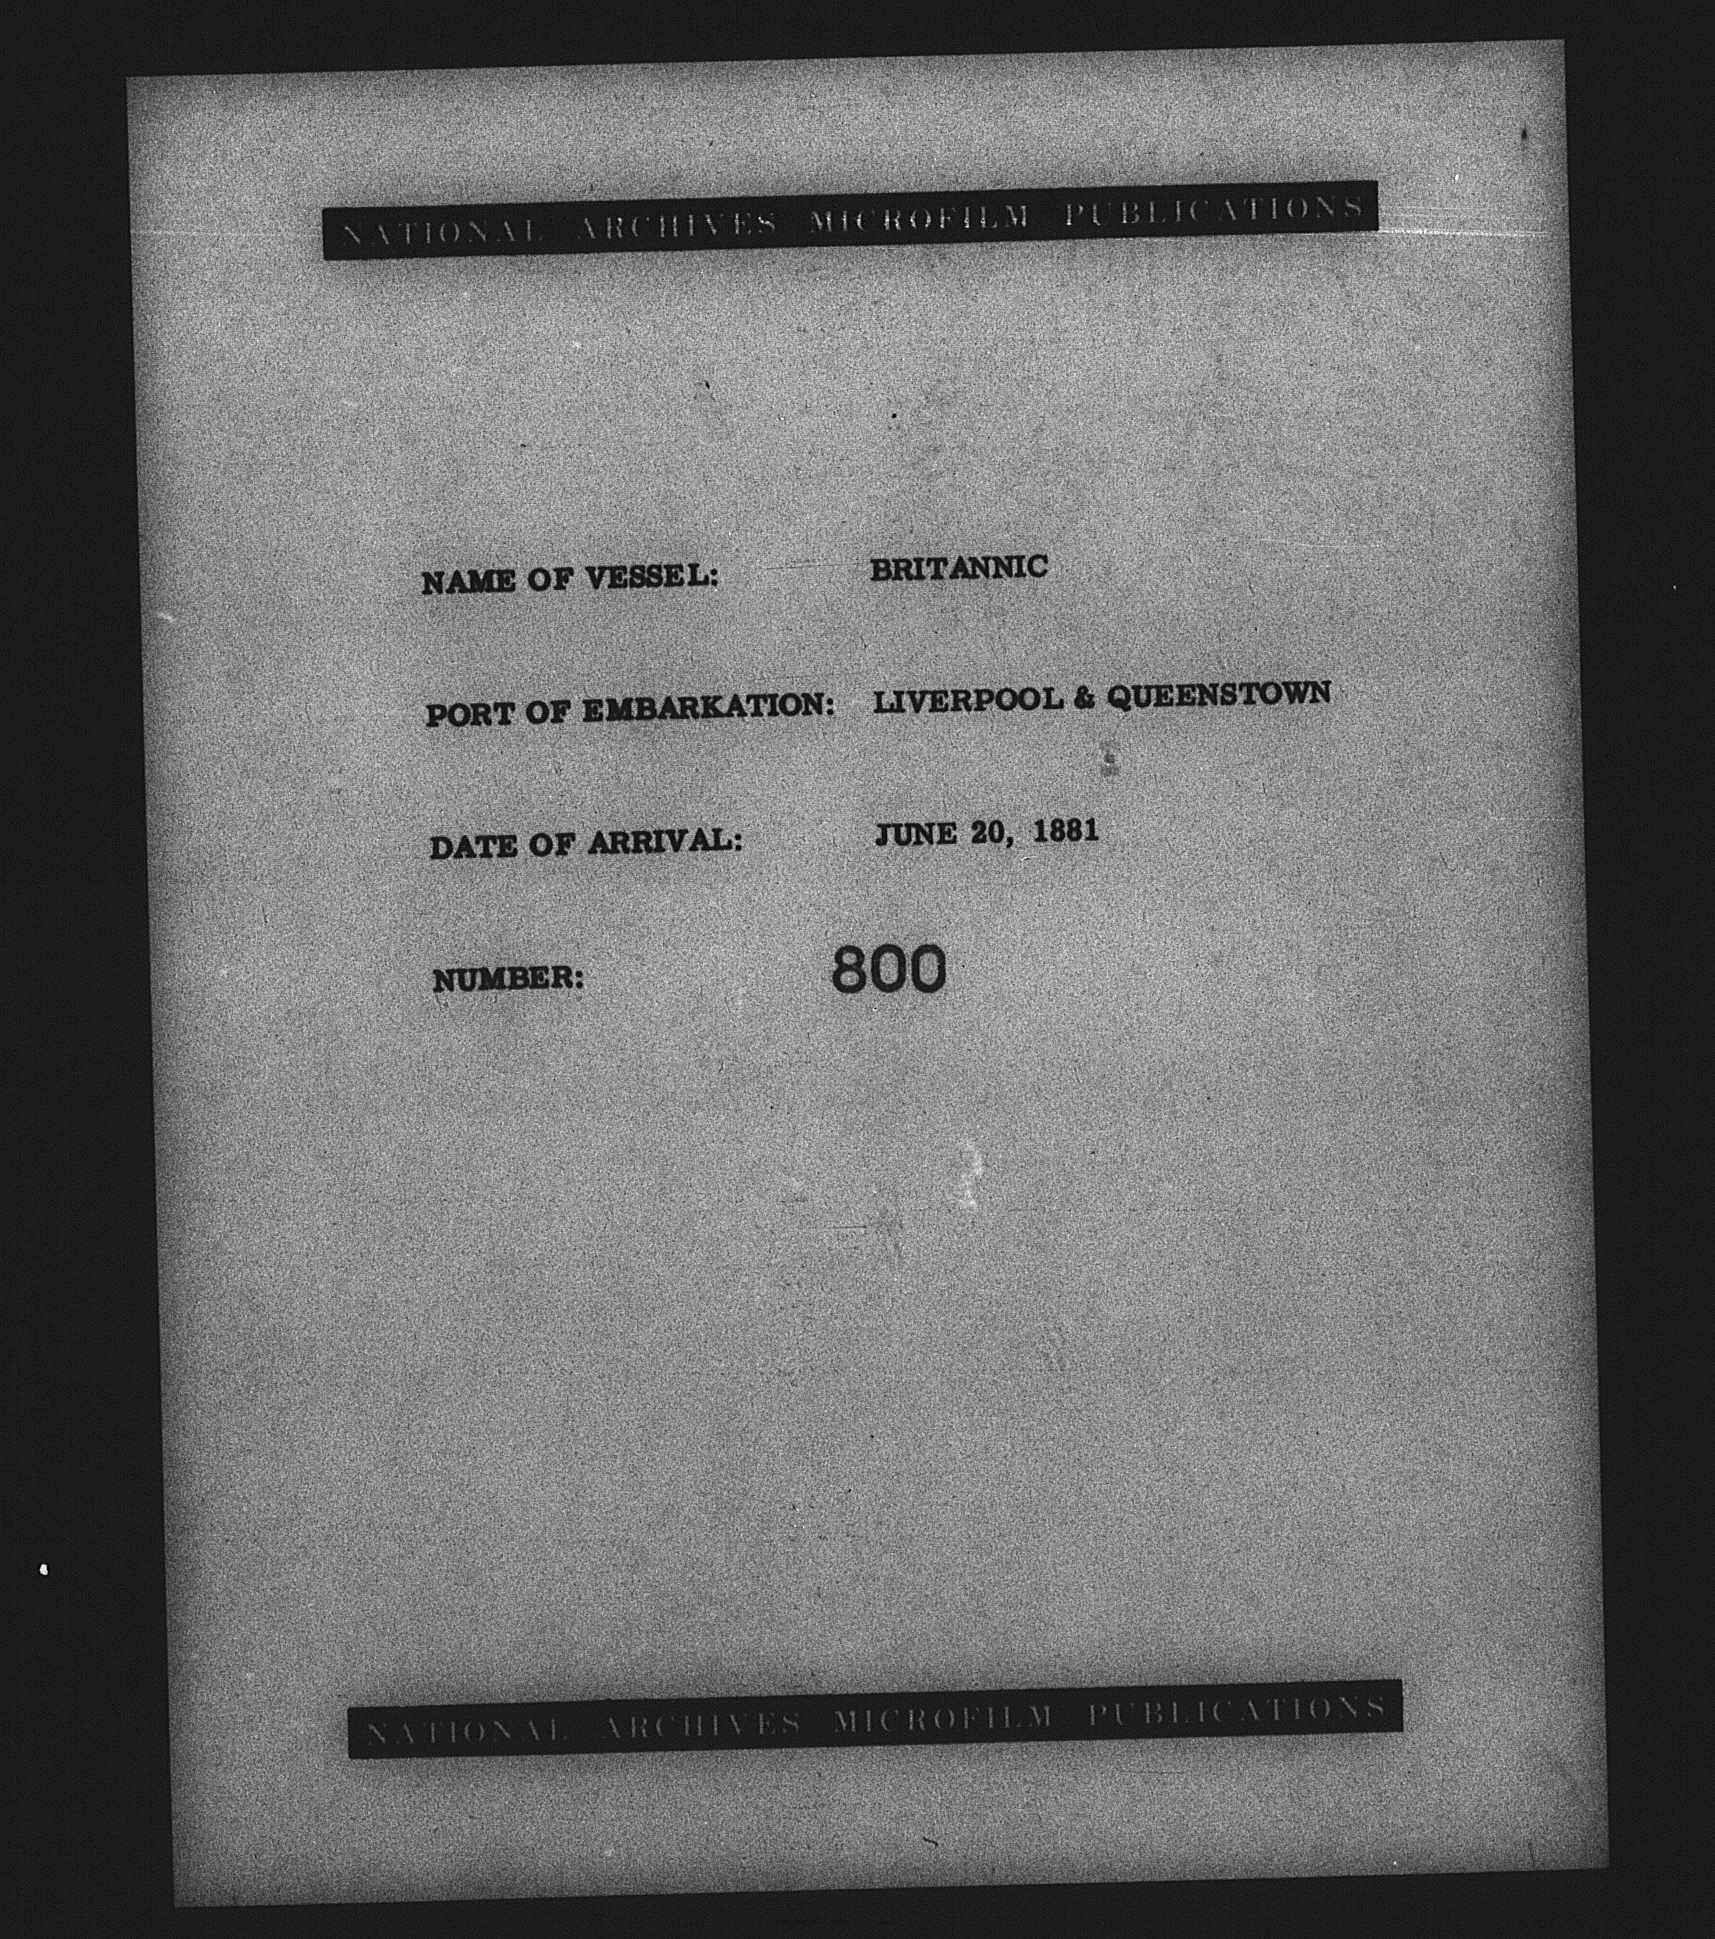 NATIONAL ARCHIVES MICROFILM PUBLICATIONS
NAME OF VESSEL: BRITANNIC
PORT OF EMBARKATION: LIVERPOOL & QUEENSTOWN
DATE OF ARRIVAL: JUNE 20, 1881
NUMBER: 800
NATIONAL ARCHIVES MICROFILM PUBLICATIONS